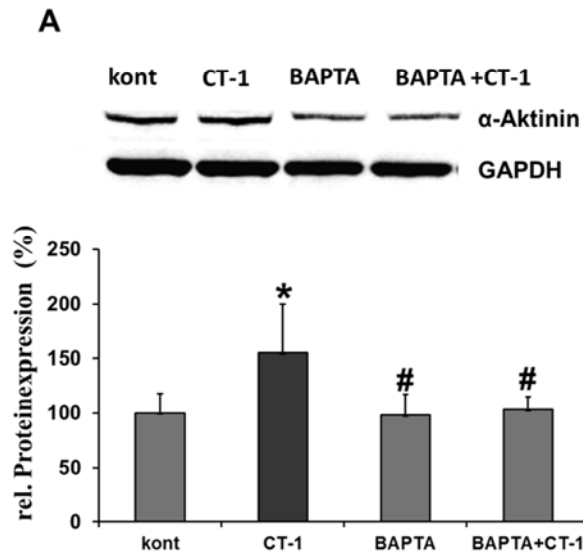 A
kont CT-1 BAPTA BAPTA +CT-1
α-Aktinin
GAPDH
rel. Proteinexpression (%)
250
200
150
100
50
0
*
#
#
kont CT-1 BAPTA BAPTA+CT-1